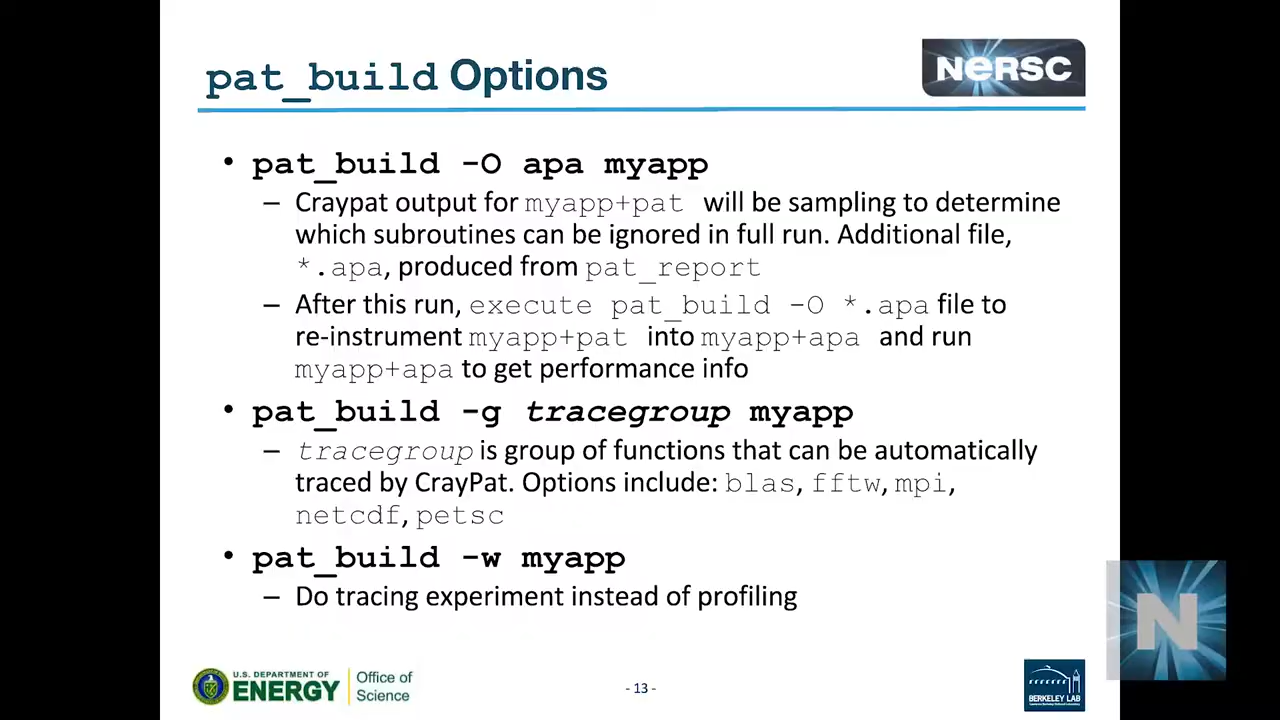 pat_build Options
NERSC
• pat_build -O apa myapp
– Craypat output for myapp+pat will be sampling to determine
which subroutines can be ignored in full run. Additional file,
*.apa, produced from pat_report
– After this run, execute pat_build -O *.apa file to
re-instrument myapp+pat into myapp+apa and run
myapp+apa to get performance info
• pat_build -g tracegroup myapp
– tracegroup is group of functions that can be automatically
traced by CrayPat. Options include: blas, fftw, mpi,
netcdf, petsc
• pat_build -w myapp
– Do tracing experiment instead of profiling
N
U.S. DEPARTMENT OF
ENERGY
Office of
Science
- 13 -
BERKELEY LAB